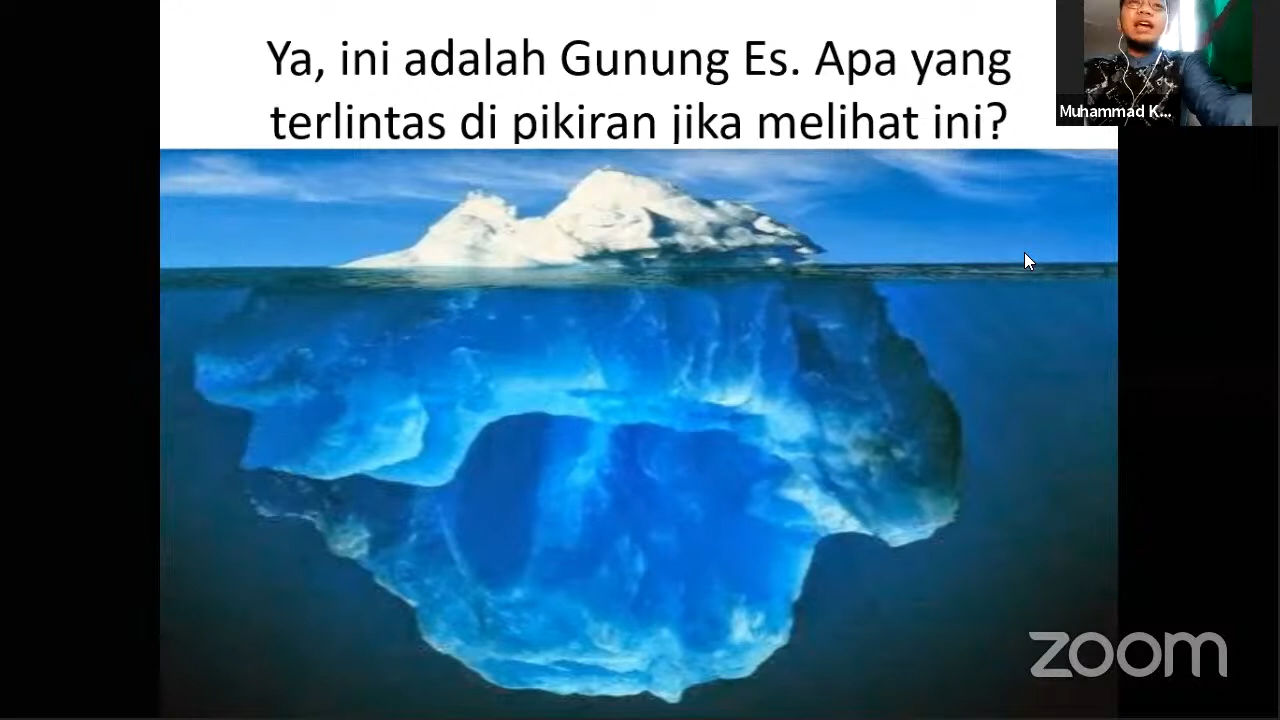 Ya, ini adalah Gunung Es. Apa yang
terlintas di pikiran jika melihat ini?
Muhammad K...
zoom